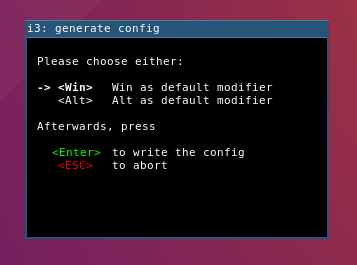 i3: generate config
Please choose either:
-> <Win> Win as default modifier
<Alt> Alt as default modifier
Afterwards, press
<Enter> to write the config
<ESC> to abort